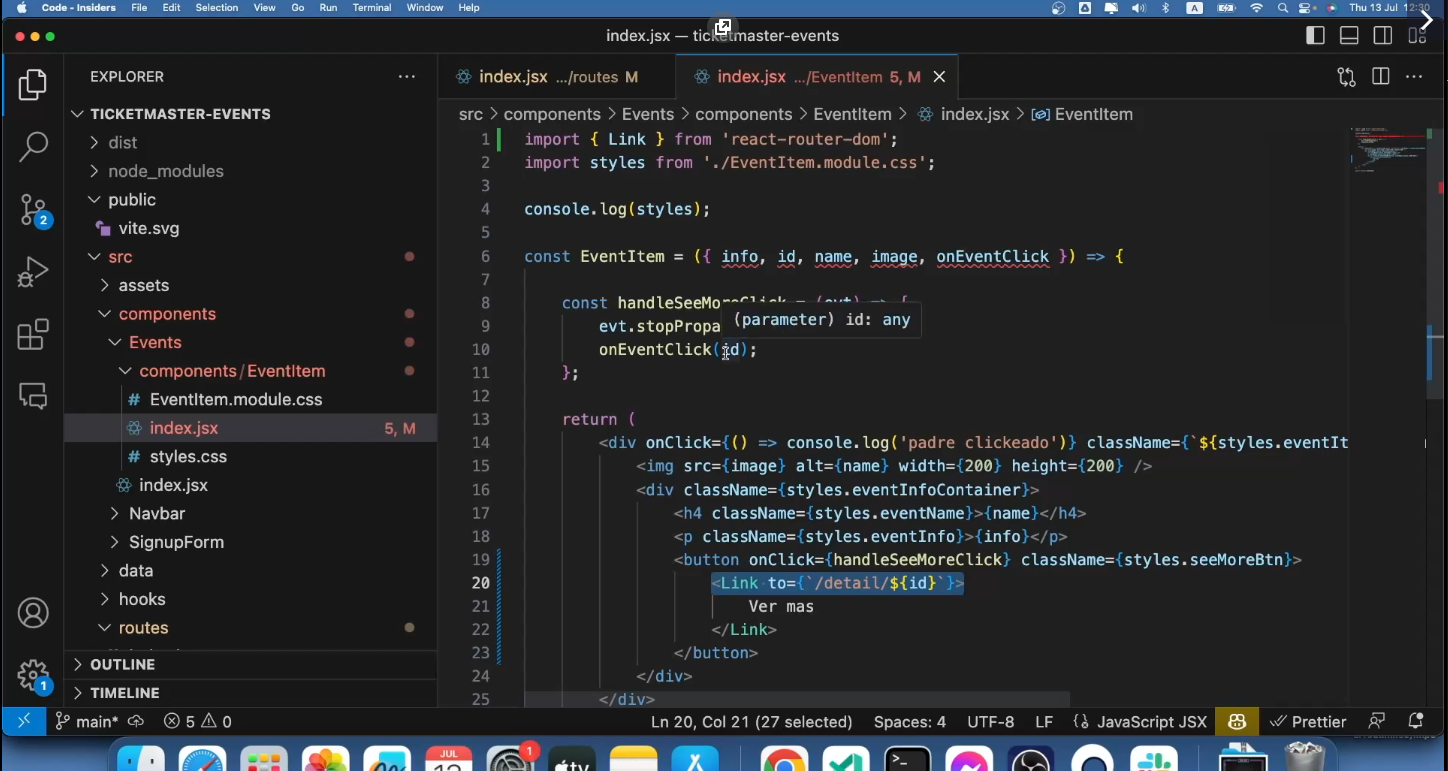 Code - Insiders File Edit Selection View Go Run Terminal Window Help A Thu 13 Jul 12:30
index.jsx — ticketmaster-events
EXPLORER
index.jsx .../routes M
index.jsx .../EventItem 5, M
TICKETMASTER-EVENTS
dist
node_modules
public
vite.svg
src
assets
components
Events
components/EventItem
# EventItem.module.css
index.jsx 5, M
# styles.css
index.jsx
Navbar
SignupForm
data
hooks
routes
OUTLINE
TIMELINE
2
1
src > components > Events > components > EventItem > index.jsx > EventItem
1 import { Link } from 'react-router-dom';
2 import styles from './EventItem.module.css';
3
4 console.log(styles);
5
6 const EventItem = ({ info, id, name, image, onEventClick }) => {
7
8 const handleSeeMoreClick = (evt) => {
(parameter) id: any
9 evt.stopPropa
10 onEventClick(id);
11 };
12
13 return (
14 <div onClick={() => console.log('padre clickeado')} className={`${styles.eventIt
15 <img src={image} alt={name} width={200} height={200} />
16 <div className={styles.eventInfoContainer}>
17 <h4 className={styles.eventName}>{name}</h4>
18 <p className={styles.eventInfo}>{info}</p>
19 <button onClick={handleSeeMoreClick} className={styles.seeMoreBtn}>
20 <Link to={`/detail/${id}`}>
21 Ver mas
22 </Link>
23 </button>
24 </div>
25 </div>
main* 5 0 Ln 20, Col 21 (27 selected) Spaces: 4 UTF-8 LF JavaScript JSX Prettier
JUL
1
tv